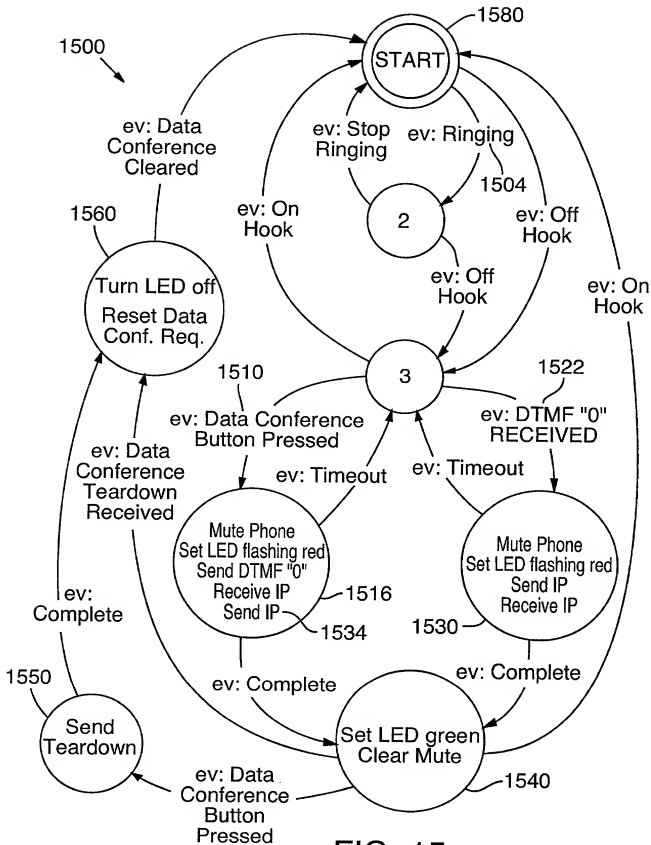 1580
1500
START
ev: Data
Conference
Cleared
ev: Stop
Ringing
ev: Ringing
1504
1560
ev: On
Hook
2
ev: Off
Hook
ev: Off
Hook
ev: On
Hook
Turn LED off
Reset Data
Conf. Req.
3
1510
1522
ev: Data Conference
Button Pressed
ev: DTMF "0"
RECEIVED
ev: Data
Conference
Teardown
Received
ev: Timeout
ev: Timeout
Mute Phone
Set LED flashing red
Send DTMF "0"
Receive IP
Send IP
1516
1534
Mute Phone
Set LED flashing red
Send IP
Receive IP
1530
ev:
Complete
ev: Complete
ev: Complete
1550
Send
Teardown
Set LED green
Clear Mute
1540
ev: Data
Conference
Button
Pressed